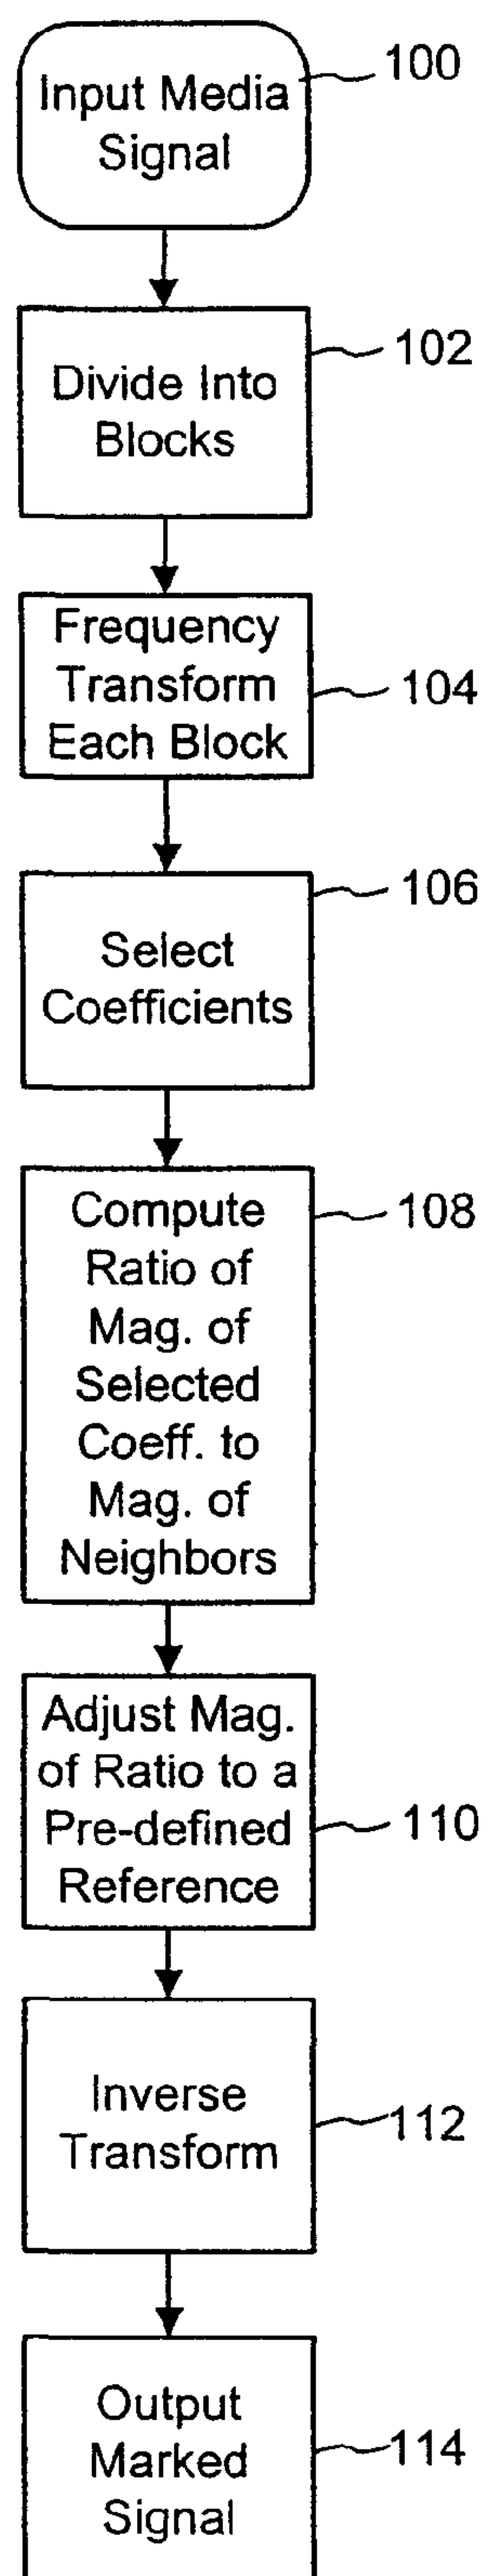 Input Media
Signal
100
Divide Into
Blocks
102
Frequency
Transform
Each Block
104
Select
Coefficients
106
Compute
Ratio of
Mag. of
Selected
Coeff. to
Mag. of
Neighbors
108
Adjust Mag.
of Ratio to a
Pre-defined
Reference
110
Inverse
Transform
112
Output
Marked
Signal
114